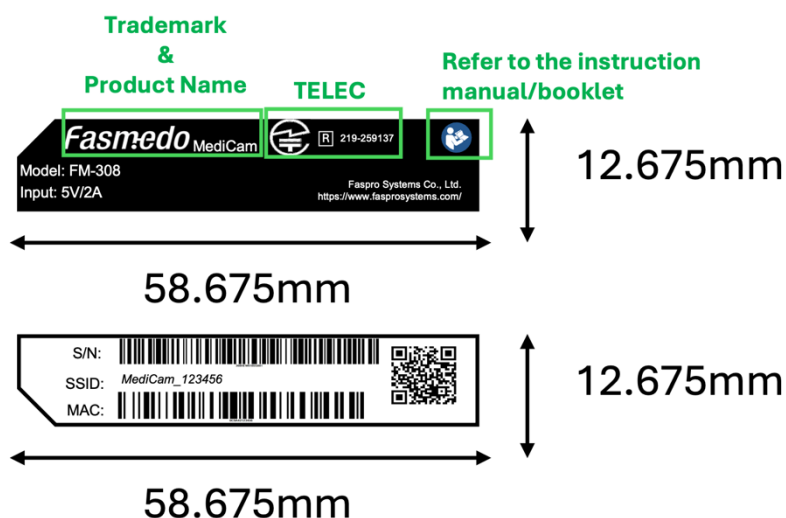 Trademark
&
Product Name
TELEC
Refer to the instruction
manual/booklet
Fasmedo MediCam
R 219-259137
Model: FM-308
Input: 5V/2A
Faspro Systems Co., Ltd.
https://www.fasprosystems.com/
12.675mm
58.675mm
S/N:
SSID: MediCam_123456
MAC:
12.675mm
58.675mm